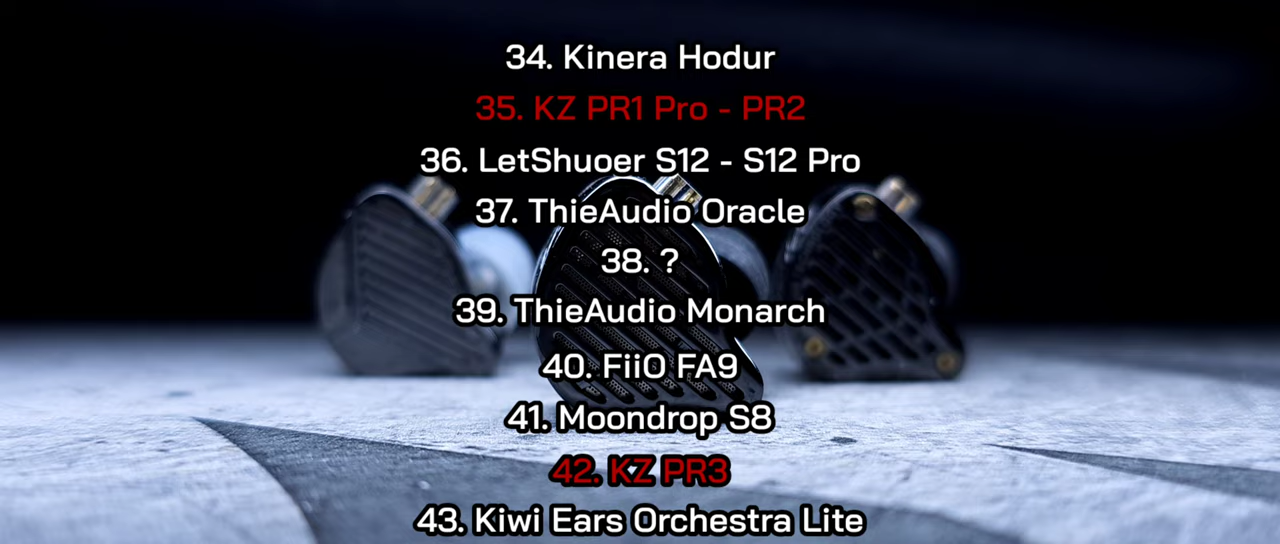 34. Kinera Hodur
35. KZ PR1 Pro - PR2
36. LetShuoer S12 - S12 Pro
37. ThieAudio Oracle
38. ?
39. ThieAudio Monarch
40. FiiO FA9
41. Moondrop S8
42. KZ PR3
43. Kiwi Ears Orchestra Lite